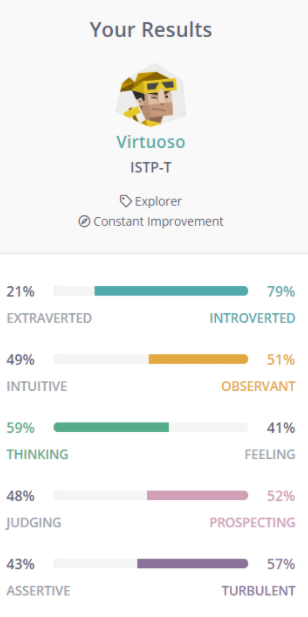 Your Results
Virtuoso
ISTP-T
Explorer
Constant Improvement
21% 79%
EXTRAVERTED INTROVERTED
49% 51%
INTUITIVE OBSERVANT
59% 41%
THINKING FEELING
48% 52%
JUDGING PROSPECTING
43% 57%
ASSERTIVE TURBULENT